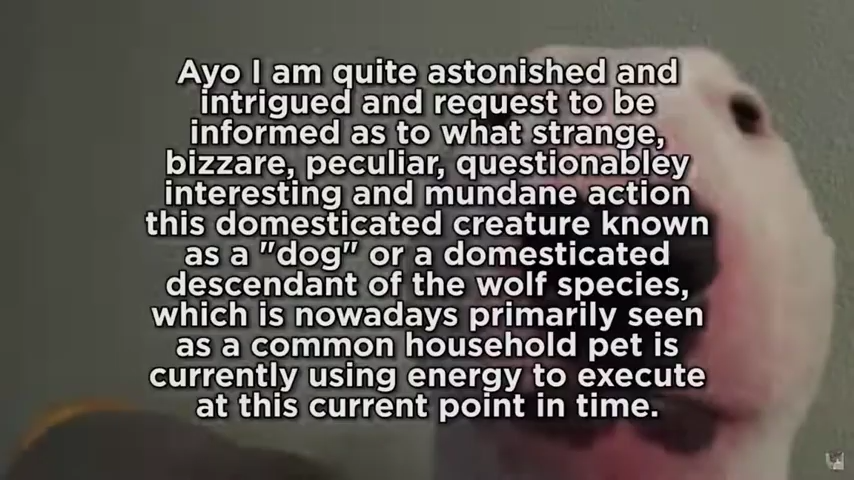 Ayo I am quite astonished and
intrigued and request to be
informed as to what strange,
bizzare, peculiar, questionabley
interesting and mundane action
this domesticated creature known
as a "dog" or a domesticated
descendant of the wolf species,
which is nowadays primarily seen
as a common household pet is
currently using energy to execute
at this current point in time.